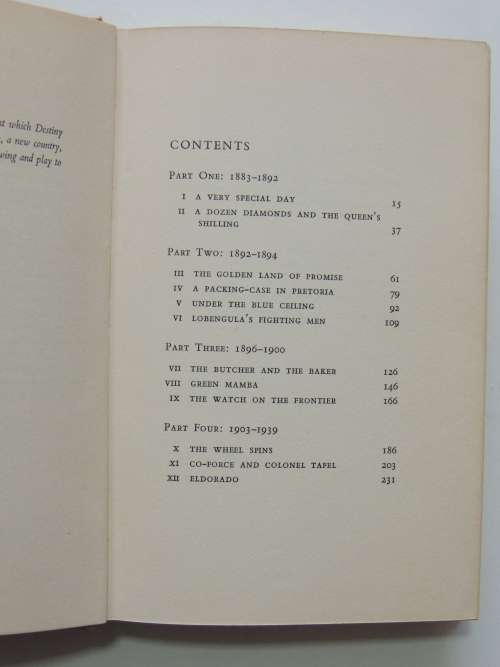 at which Destiny
, a new country,
wing and play to
CONTENTS
PART ONE: 1883–1892
I A VERY SPECIAL DAY 15
II A DOZEN DIAMONDS AND THE QUEEN'S
SHILLING 37
PART TWO: 1892–1894
III THE GOLDEN LAND OF PROMISE 61
IV A PACKING-CASE IN PRETORIA 79
V UNDER THE BLUE CEILING 92
VI LOBENGULA'S FIGHTING MEN 109
PART THREE: 1896–1900
VII THE BUTCHER AND THE BAKER 126
VIII GREEN MAMBA 146
IX THE WATCH ON THE FRONTIER 166
PART FOUR: 1903–1939
X THE WHEEL SPINS 186
XI CO-FORCE AND COLONEL TAPEL 203
XII ELDORADO 231